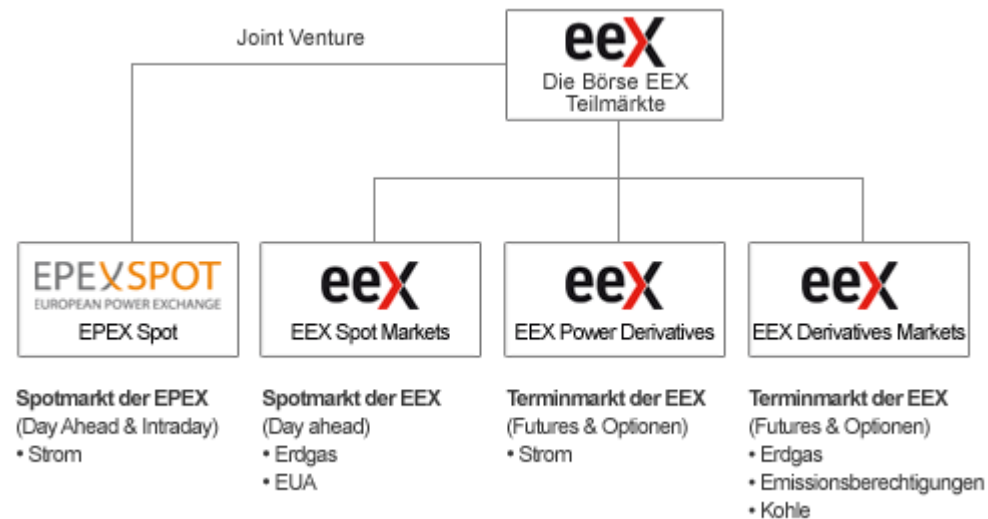 Joint Venture
eex
Die Börse EEX
Teilmärkte
EPEXSPOT
EUROPEAN POWER EXCHANGE
EPEX Spot
eex
EEX Spot Markets
eex
EEX Power Derivatives
eex
EEX Derivatives Markets
Spotmarkt der EPEX
(Day Ahead & Intraday)
• Strom
Spotmarkt der EEX
(Day ahead)
• Erdgas
• EUA
Terminmarkt der EEX
(Futures & Optionen)
• Strom
Terminmarkt der EEX
(Futures & Optionen)
• Erdgas
• Emissionsberechtigungen
• Kohle